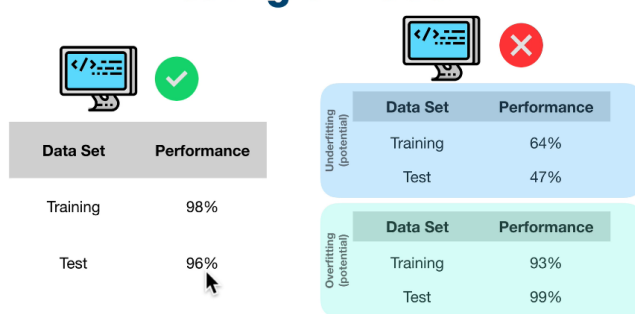 Data Set Performance
Training 98%
Test 96%
Underfitting
(potential)
Data Set Performance
Training 64%
Test 47%
Overfitting
(potential)
Data Set Performance
Training 93%
Test 99%